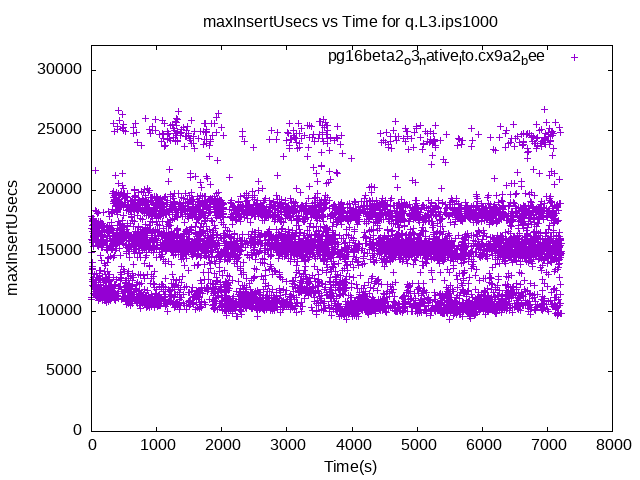 maxInsertUsecs vs Time for q.L3.ips1000
pg16beta2_o3_native_lto.cx9a2_bee
30000
25000
20000
15000
10000
5000
0
maxInsertUsecs
0 1000 2000 3000 4000 5000 6000 7000 8000
Time(s)